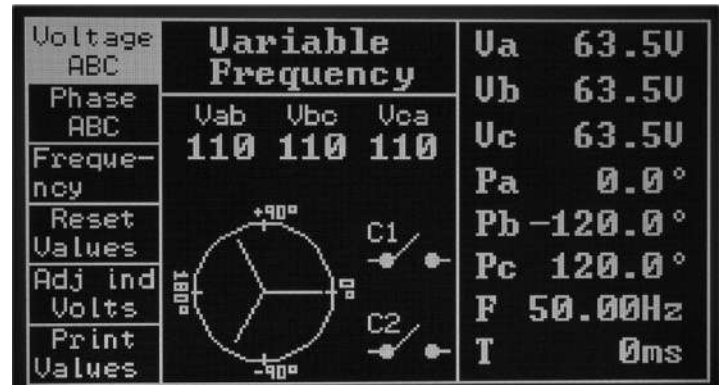 Voltage
ABC
Phase
ABC
Freque-
ncy
Reset
Values
Adj ind
Volts
Print
Values
Variable
Frequency
Vab Vbc Vca
110 110 110
+90°
180°
0°
-90°
C1
C2
Va 63.5V
Vb 63.5V
Vc 63.5V
Pa 0.0°
Pb -120.0°
Pc 120.0°
F 50.00Hz
T 0ms